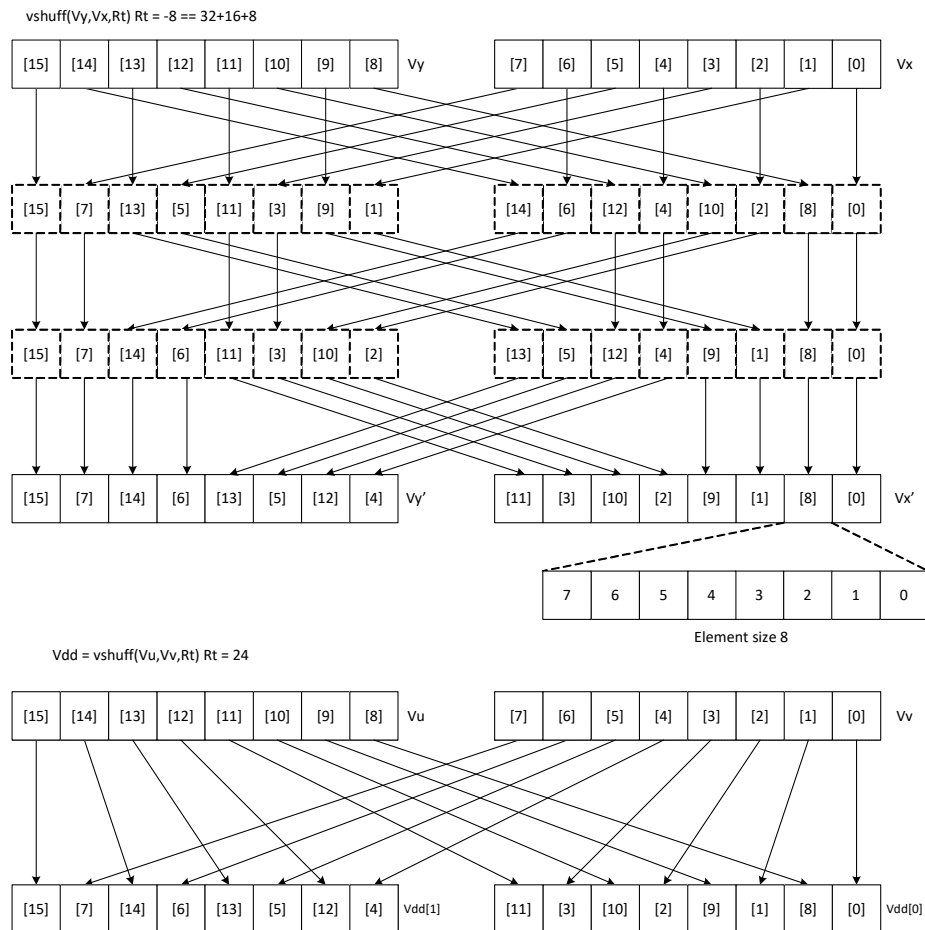 vshuff(Vy,Vx,Rt) Rt = -8 == 32+16+8
[15] [14] [13] [12] [11] [10] [9] [8] Vy [7] [6] [5] [4] [3] [2] [1] [0] Vx
[15] [7] [13] [5] [11] [3] [9] [1] [14] [6] [12] [4] [10] [2] [8] [0]
[15] [7] [14] [6] [11] [3] [10] [2] [13] [5] [12] [4] [9] [1] [8] [0]
[15] [7] [14] [6] [13] [5] [12] [4] Vy’ [11] [3] [10] [2] [9] [1] [8] [0] Vx’
7 6 5 4 3 2 1 0
Element size 8
Vdd = vshuff(Vu,Vv,Rt) Rt = 24
[15] [14] [13] [12] [11] [10] [9] [8] Vu [7] [6] [5] [4] [3] [2] [1] [0] Vv
[15] [7] [14] [6] [13] [5] [12] [4] Vdd[1] [11] [3] [10] [2] [9] [1] [8] [0] Vdd[0]